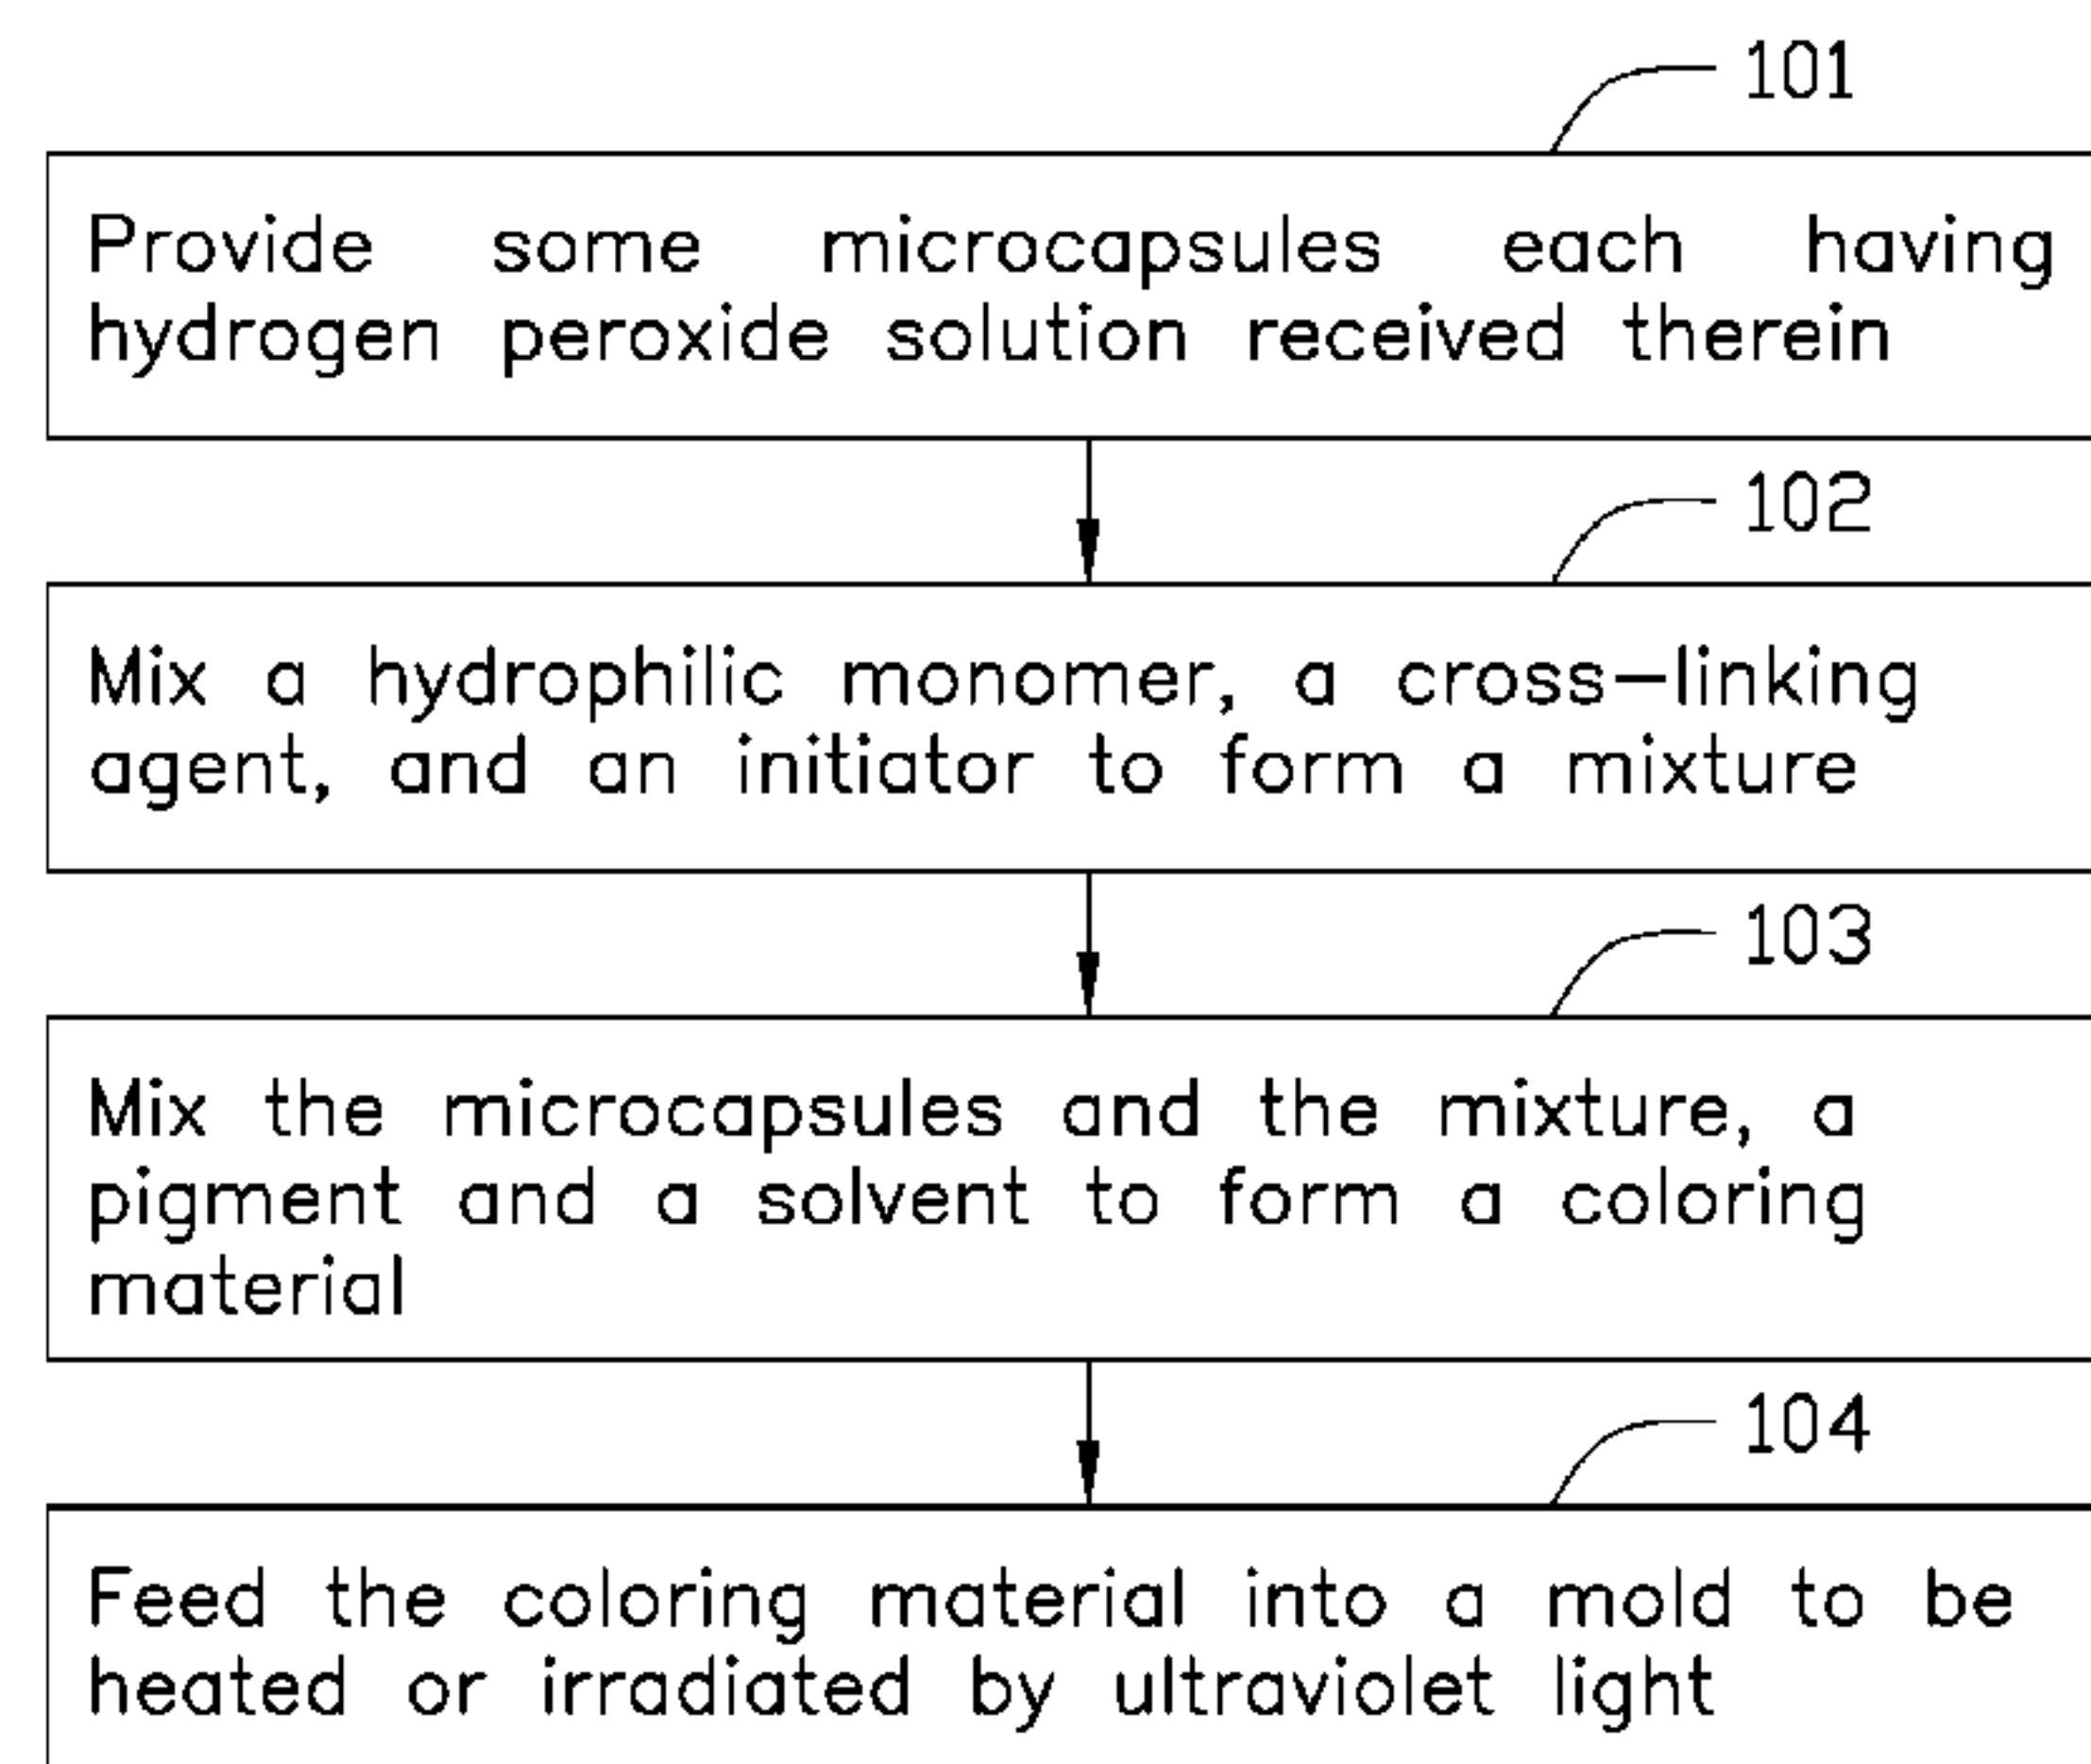 101
Provide some microcapsules each having
hydrogen peroxide solution received therein
102
Mix a hydrophilic monomer, a cross-linking
agent, and an initiator to form a mixture
103
Mix the microcapsules and the mixture, a
pigment and a solvent to form a coloring
material
104
Feed the coloring material into a mold to be
heated or irradiated by ultraviolet light